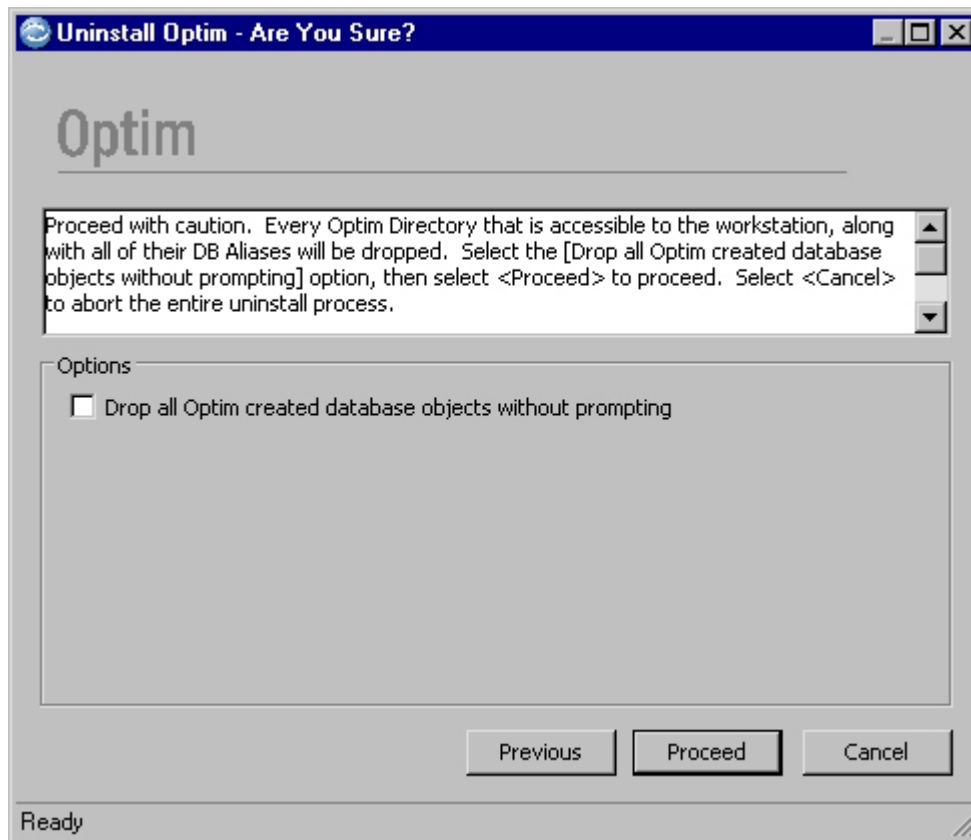 Uninstall Optim - Are You Sure?
Optim
Proceed with caution.  Every Optim Directory that is accessible to the workstation, along
with all of their DB Aliases will be dropped.  Select the [Drop all Optim created database
objects without prompting] option, then select <Proceed> to proceed.  Select <Cancel>
to abort the entire uninstall process.
Options
Drop all Optim created database objects without prompting
Previous
Proceed
Cancel
Ready